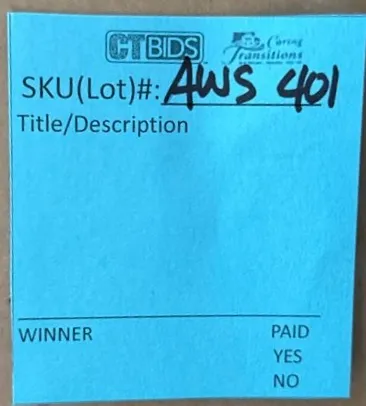 CTBIDS Caring Transitions
SKU(Lot)#: AWS 401
Title/Description
WINNER PAID
YES
NO